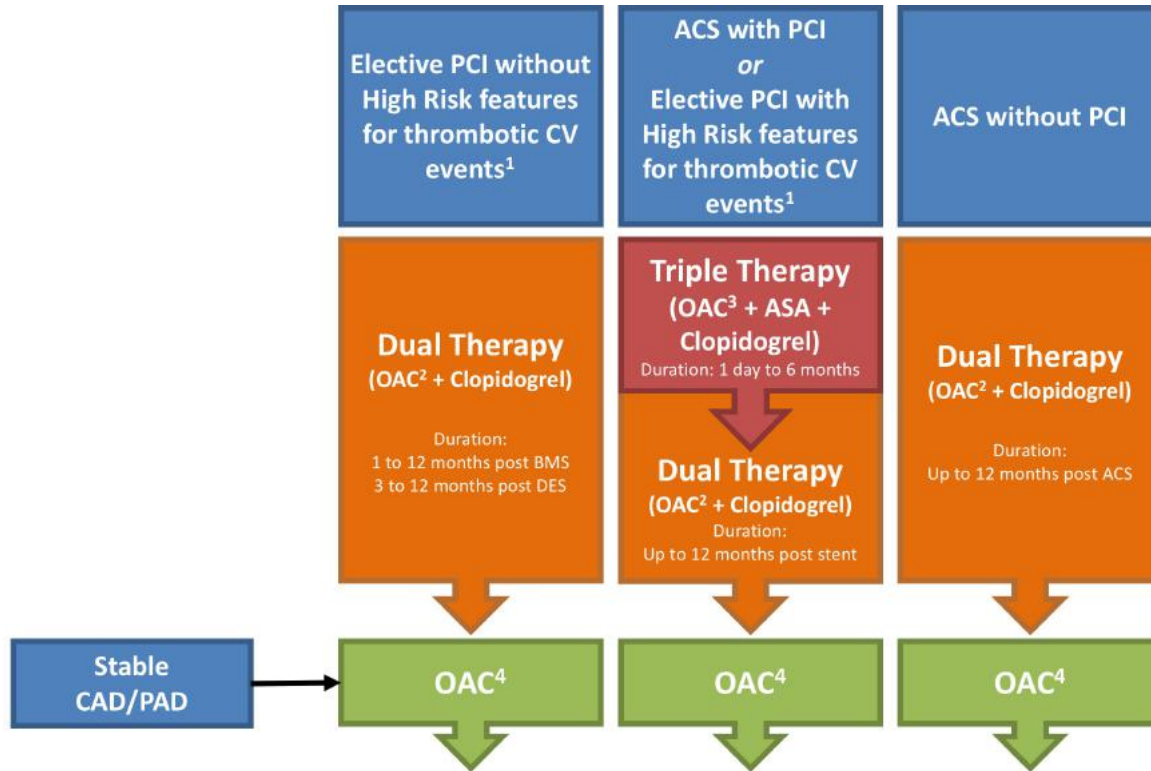 Elective PCI without
High Risk features
for thrombotic CV
events¹
ACS with PCI
or
Elective PCI with
High Risk features
for thrombotic CV
events¹
ACS without PCI
Dual Therapy
(OAC² + Clopidogrel)
Duration:
1 to 12 months post BMS
3 to 12 months post DES
Triple Therapy
(OAC³ + ASA +
Clopidogrel)
Duration: 1 day to 6 months
Dual Therapy
(OAC² + Clopidogrel)
Duration:
Up to 12 months post stent
Dual Therapy
(OAC² + Clopidogrel)
Duration:
Up to 12 months post ACS
Stable
CAD/PAD
OAC⁴
OAC⁴
OAC⁴